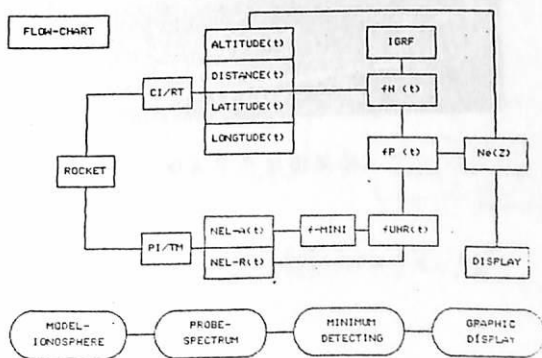 FLOW-CHART
ALTITUDE(t)
IGRF
DISTANCE(t)
CI/RT
fH (t)
LATITUDE(t)
LONGTUDE(t)
fP (t)
Ne(Z)
ROCKET
NEL-A(t)
f-MINI
fUHR(t)
PI/TM
NEL-R(t)
DISPLAY
MODEL-
IONOSPHERE
PROBE-
SPECTRUM
MINIMUM
DETECTING
GRAPHIC
DISPLAY